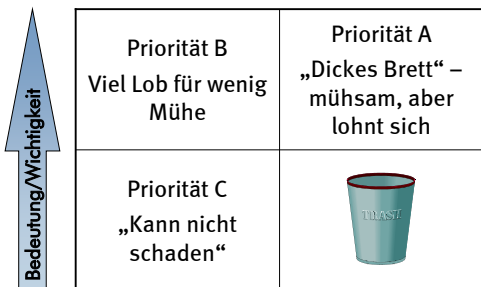 Bedeutung/Wichtigkeit
Priorität B
Viel Lob für wenig
Mühe
Priorität A
„Dickes Brett“ –
mühsam, aber
lohnt sich
Priorität C
„Kann nicht
schaden“
TRASH